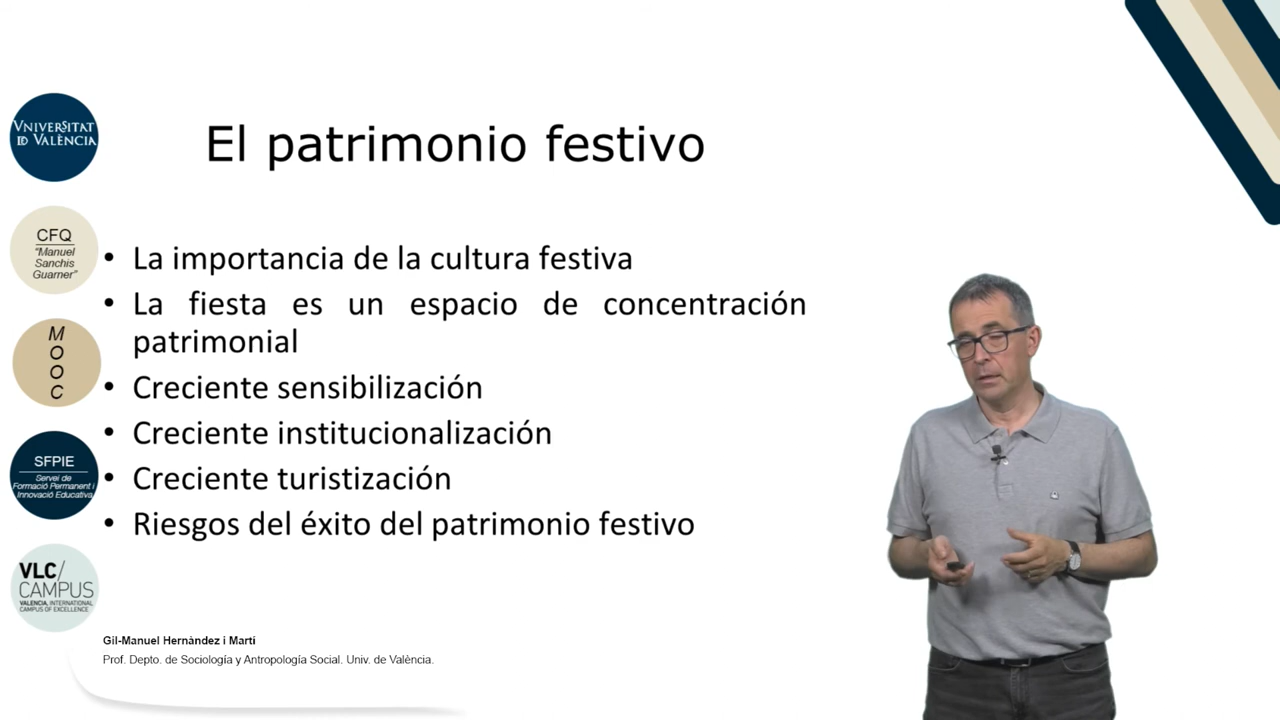 El patrimonio festivo
VNIVERSITAT
ID VALÈNCIA
CFQ
"Manuel
Sanchis
Guarner"
M
O
O
C
SFPIE
Servei de
Formació Permanent i
Innovació Educativa
VLC/
CAMPUS
VALENCIA, INTERNATIONAL
CAMPUS OF EXCELLENCE
• La importancia de la cultura festiva
• La fiesta es un espacio de concentración
patrimonial
• Creciente sensibilización
• Creciente institucionalización
• Creciente turistización
• Riesgos del éxito del patrimonio festivo
Gil-Manuel Hernàndez i Martí
Prof. Depto. de Sociología y Antropología Social. Univ. de València.